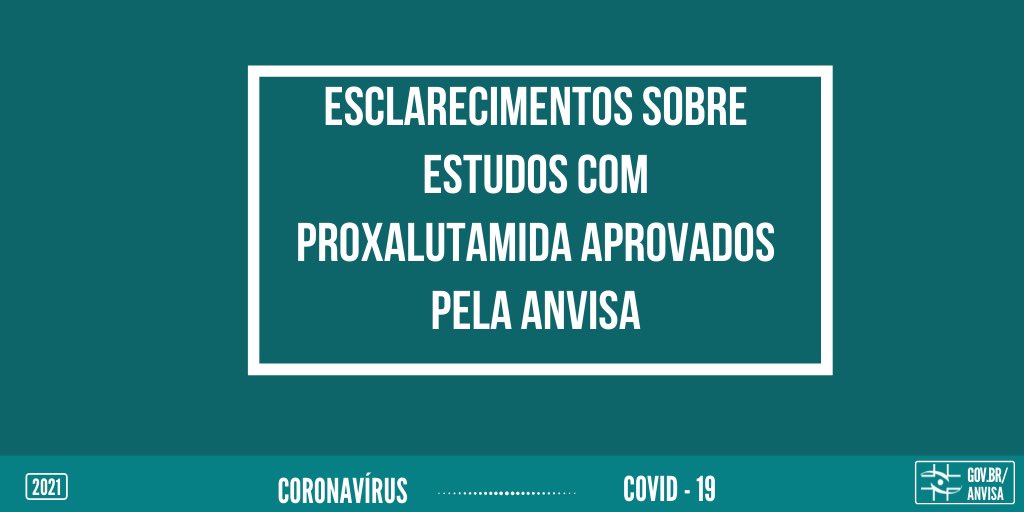 ESCLARECIMENTOS SOBRE
ESTUDOS COM
PROXALUTAMIDA APROVADOS
PELA ANVISA
2021
CORONAVÍRUS
COVID - 19
GOV.BR/
ANVISA